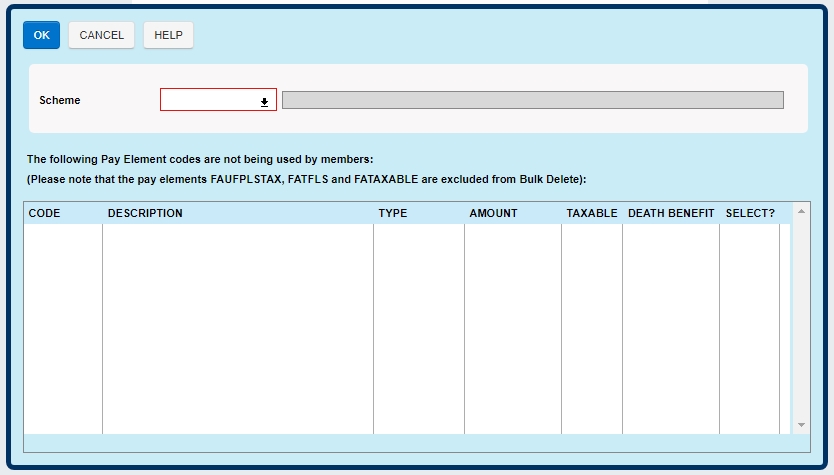 OK CANCEL HELP
Scheme
The following Pay Element codes are not being used by members:
(Please note that the pay elements FAUFPLSTAX, FATFLS and FATAXABLE are excluded from Bulk Delete):
CODE DESCRIPTION TYPE AMOUNT TAXABLE DEATH BENEFIT SELECT?